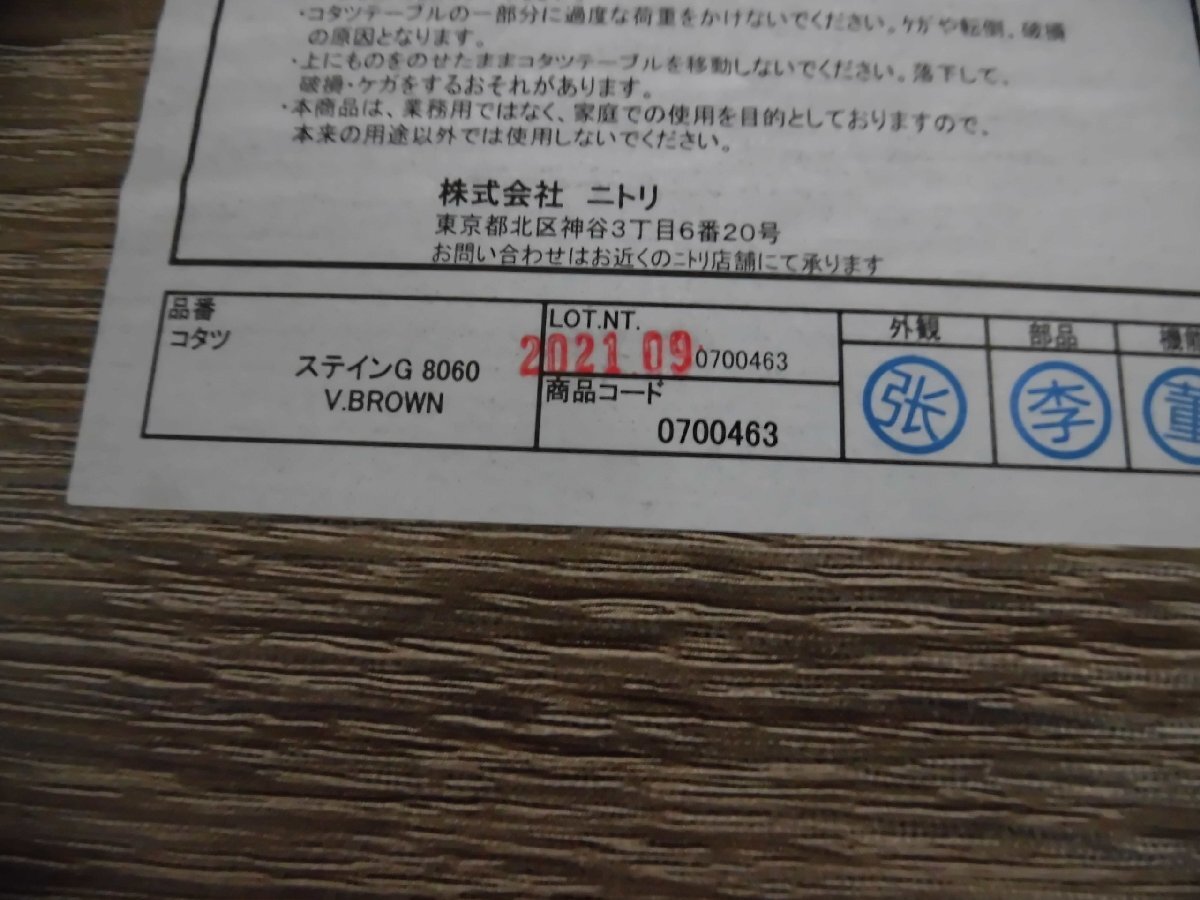 ・コタツテーブルの一部分に過度な荷重をかけないでください。ケガや転倒、破損
の原因となります。
・上にものをのせたままコタツテーブルを移動しないでください。落下して、
破損・ケガをするおそれがあります。
・本商品は、業務用ではなく、家庭での使用を目的としておりますので、
本来の用途以外では使用しないでください。
株式会社 ニトリ
東京都北区神谷3丁目6番20号
お問い合わせはお近くのニトリ店舗にて承ります
品番
コタツ
ステインG 8060
V.BROWN
LOT.NT.
2021.09 0700463
商品コード
0700463
外観
部品
機能
张
李
董